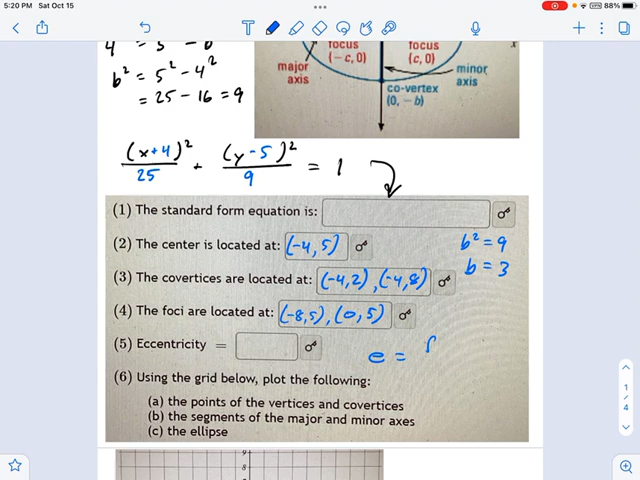 5:20 PM Sat Oct 15
88%
b² = 5² - 4²
= 25 - 16 = 9
major axis
focus (-c, 0)
focus (c, 0)
minor axis
co-vertex (0, -b)
x
(x+4)²/25 + (y-5)²/9 = 1
(1) The standard form equation is:
(2) The center is located at: (-4,5)
b² = 9
b = 3
(3) The covertices are located at: (-4,2), (-4,8)
(4) The foci are located at: (-8,5), (0,5)
(5) Eccentricity =
e =
(6) Using the grid below, plot the following:
(a) the points of the vertices and covertices
(b) the segments of the major and minor axes
(c) the ellipse
1
/
4
9
8